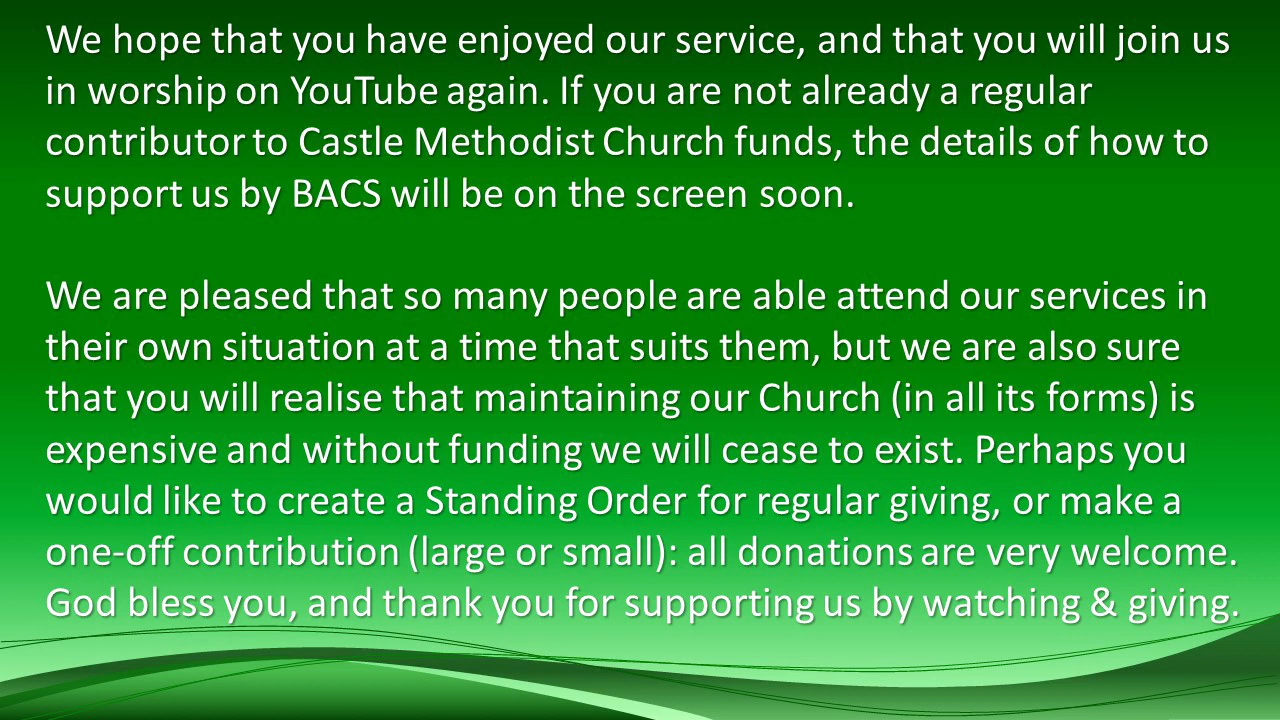 We hope that you have enjoyed our service, and that you will join us
in worship on YouTube again. If you are not already a regular
contributor to Castle Methodist Church funds, the details of how to
support us by BACS will be on the screen soon.
We are pleased that so many people are able attend our services in
their own situation at a time that suits them, but we are also sure
that you will realise that maintaining our Church (in all its forms) is
expensive and without funding we will cease to exist. Perhaps you
would like to create a Standing Order for regular giving, or make a
one-off contribution (large or small): all donations are very welcome.
God bless you, and thank you for supporting us by watching & giving.